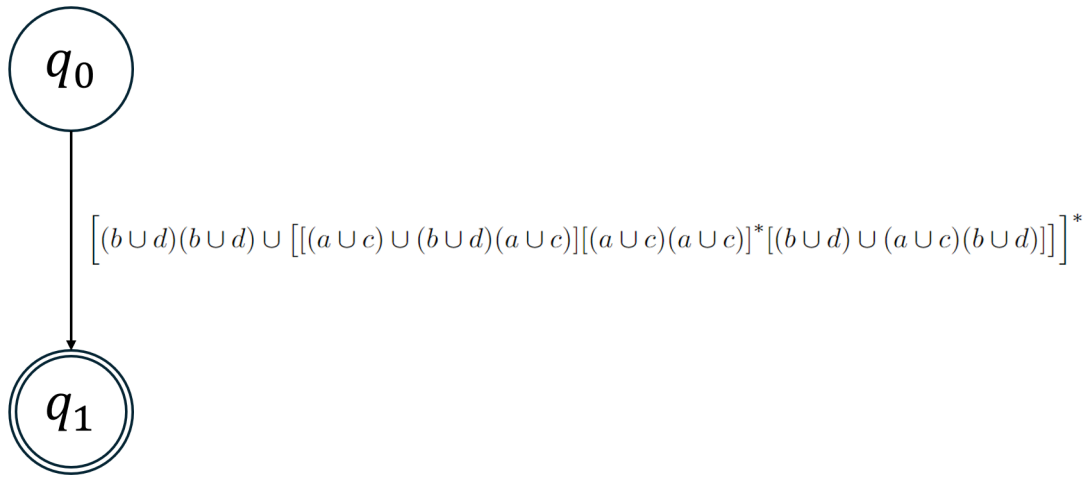 q₀
[(b ∪ d)(b ∪ d) ∪ [[(a ∪ c) ∪ (b ∪ d)(a ∪ c)][(a ∪ c)(a ∪ c)]*[(b ∪ d) ∪ (a ∪ c)(b ∪ d)]]]*
q₁